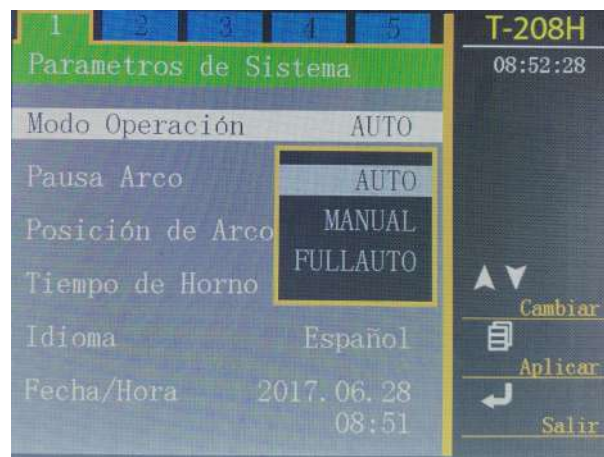 1 2 3 4 5
Parametros de Sistema
Modo Operación AUTO
Pausa Arco
Posición de Arco
Tiempo de Horno
Idioma Español
Fecha/Hora 2017.06.28
08:51
AUTO
MANUAL
FULLAUTO
T-208H
08:52:28
Cambiar
Aplicar
Salir